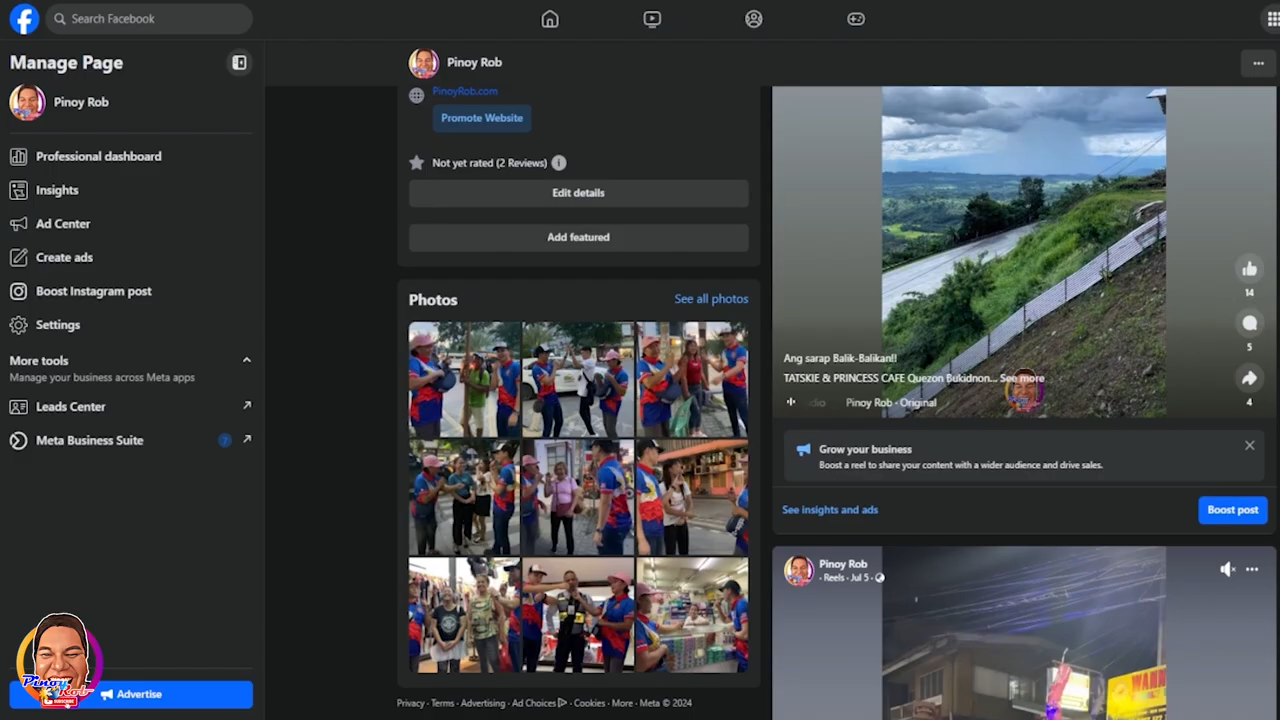 Search Facebook
Manage Page
Pinoy Rob
Professional dashboard
Insights
Ad Center
Create ads
Boost Instagram post
Settings
More tools
Manage your business across Meta apps
Leads Center
Meta Business Suite
Pinoy Rob
SUBSCRIBE
Advertise
Pinoy Rob
PinoyRob.com
Promote Website
Not yet rated (2 Reviews)
Edit details
Add featured
Photos
See all photos
Privacy · Terms · Advertising · Ad Choices · Cookies · More · Meta © 2024
14
5
4
Ang sarap Balik-Balikan!!
TATSKIE & PRINCESS CAFE Quezon Bukidnon... See more
Pinoy Rob · Original
Grow your business
Boost a reel to share your content with a wider audience and drive sales.
See insights and ads
Boost post
Pinoy Rob
· Reels · Jul 5 ·